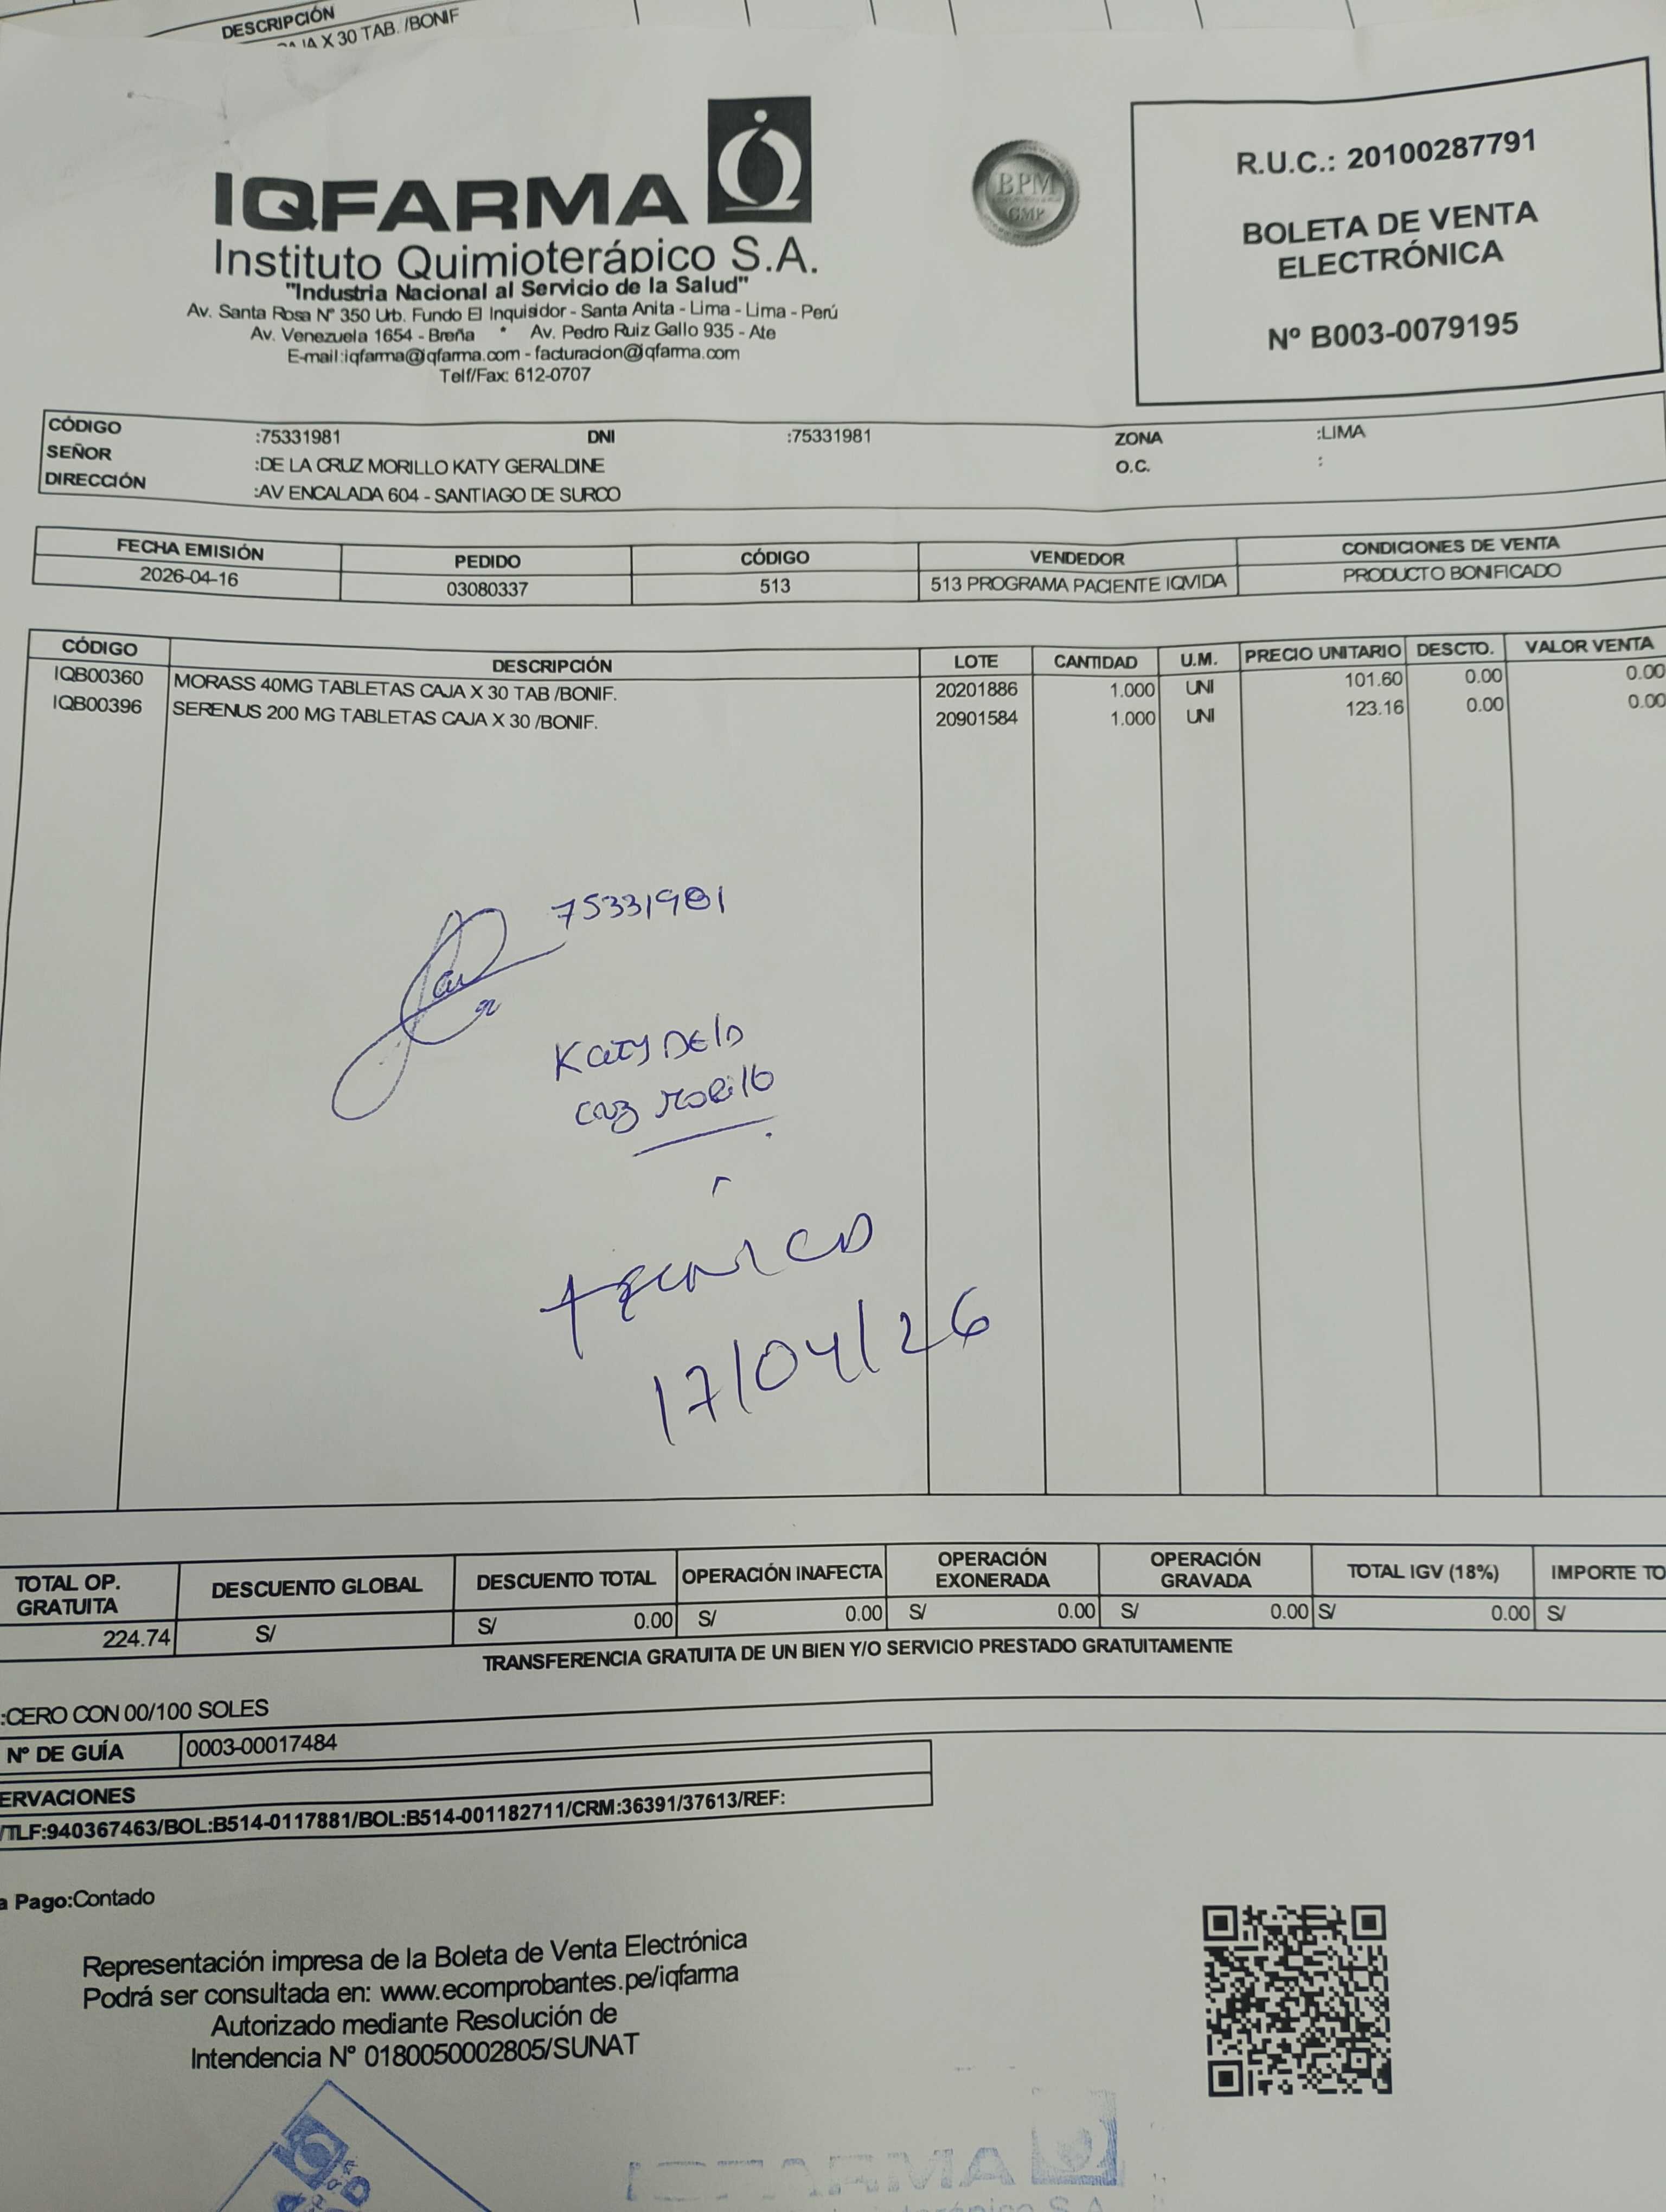 DESCRIPCIÓN
X 30 TAB. /BONIF
IQFARMA
Instituto Quimioterápico S.A.
"Industria Nacional al Servicio de la Salud"
Av. Santa Rosa Nº 350 Urb. Fundo El Inquisidor - Santa Anita - Lima - Lima - Perú
Av. Venezuela 1654 - Breña * Av. Pedro Ruiz Gallo 935 - Ate
E-mail:iqfarma@iqfarma.com - facturacion@iqfarma.com
Telf/Fax: 612-0707
BPM
GMP
R.U.C.: 20100287791
BOLETA DE VENTA
ELECTRÓNICA
Nº B003-0079195
CÓDIGO :75331981 DNI :75331981 ZONA :LIMA
SEÑOR :DE LA CRUZ MORILLO KATY GERALDINE O.C. :
DIRECCIÓN :AV ENCALADA 604 - SANTIAGO DE SURCO
FECHA EMISIÓN PEDIDO CÓDIGO VENDEDOR CONDICIONES DE VENTA
2026-04-16 03080337 513 513 PROGRAMA PACIENTE IQVIDA PRODUCTO BONIFICADO
CÓDIGO DESCRIPCIÓN LOTE CANTIDAD U.M. PRECIO UNITARIO DESCTO. VALOR VENTA
IQB00360 MORASS 40MG TABLETAS CAJA X 30 TAB /BONIF. 20201886 1.000 UNI 101.60 0.00 0.00
IQB00396 SERENUS 200 MG TABLETAS CAJA X 30 /BONIF. 20901584 1.000 UNI 123.16 0.00 0.00
75331981
Katy De la
Cruz Morillo
tecnico
17/04/26
TOTAL OP. GRATUITA DESCUENTO GLOBAL DESCUENTO TOTAL OPERACIÓN INAFECTA OPERACIÓN EXONERADA OPERACIÓN GRAVADA TOTAL IGV (18%) IMPORTE TO
224.74 S/ S/ 0.00 S/ 0.00 S/ 0.00 S/ 0.00 S/ 0.00 S/
TRANSFERENCIA GRATUITA DE UN BIEN Y/O SERVICIO PRESTADO GRATUITAMENTE
:CERO CON 00/100 SOLES
Nº DE GUÍA 0003-00017484
ERVACIONES
/TLF:940367463/BOL:B514-0117881/BOL:B514-001182711/CRM:36391/37613/REF:
a Pago:Contado
Representación impresa de la Boleta de Venta Electrónica
Podrá ser consultada en: www.ecomprobantes.pe/iqfarma
Autorizado mediante Resolución de
Intendencia Nº 0180050002805/SUNAT